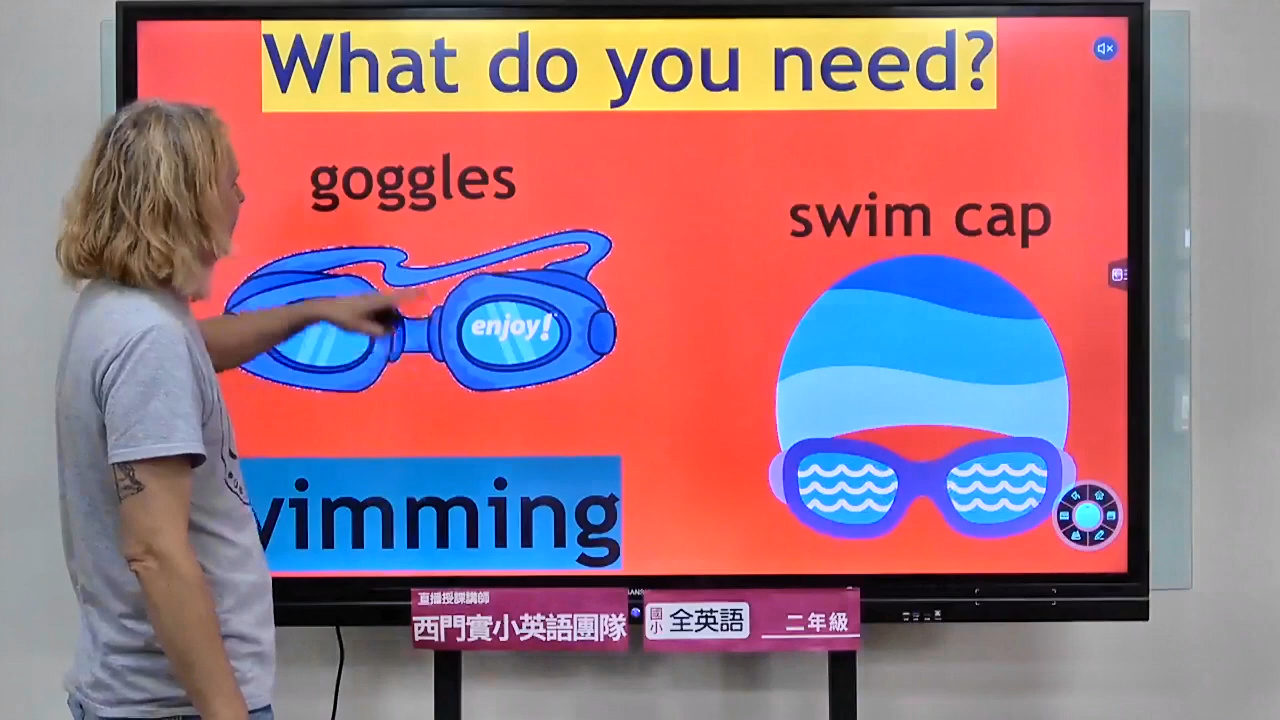 What do you need?
goggles
swim cap
enjoy!
vimming
直播授課講師
西門實小英語團隊
國小
全英語
二年級